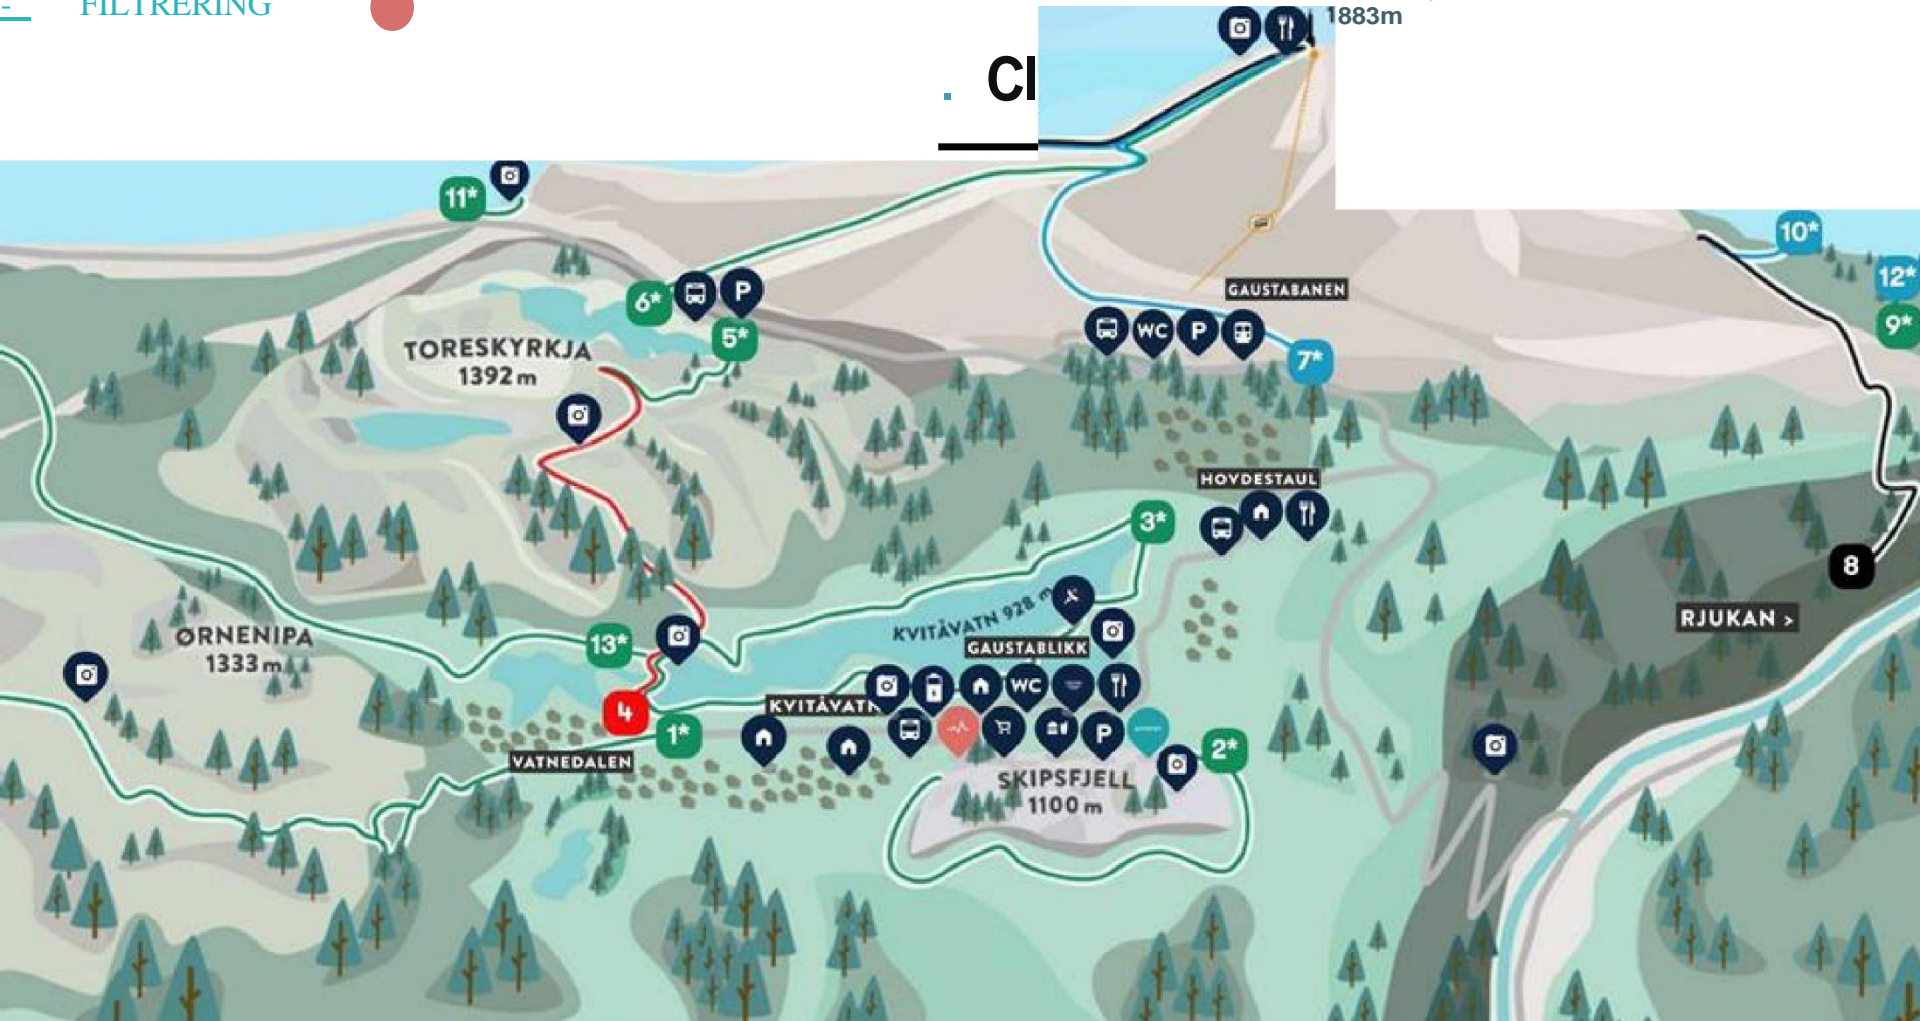 - FILTRERING
1883m
. Cl
11*
10*
12*
6*
P
GAUSTABANEN
9*
5*
WC P
7*
TORESKYRKJA
1392 m
HOVDESTAUL
3*
8
KVITÅVATN 928 m
RJUKAN >
ØRNENIPA
1333 m
13*
GAUSTABLIKK
WC
KVITÅVATN
4
1*
P
2*
VATNEDALEN
SKIPSFJELL
1100 m